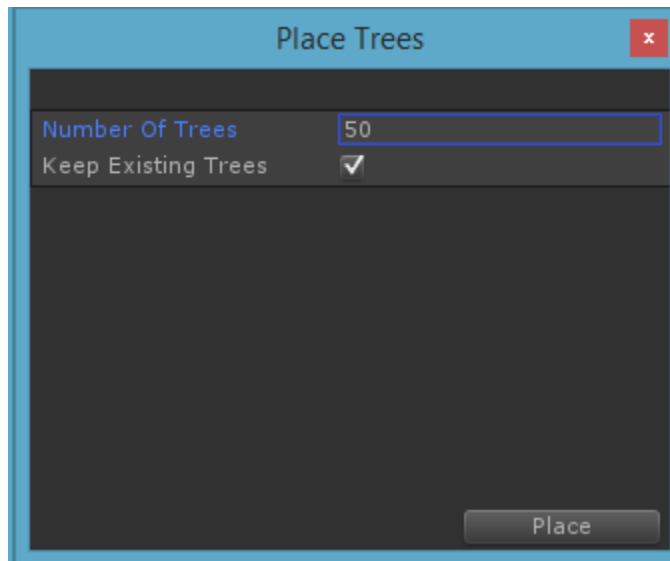 Place Trees
x
Number Of Trees 50
Keep Existing Trees
Place